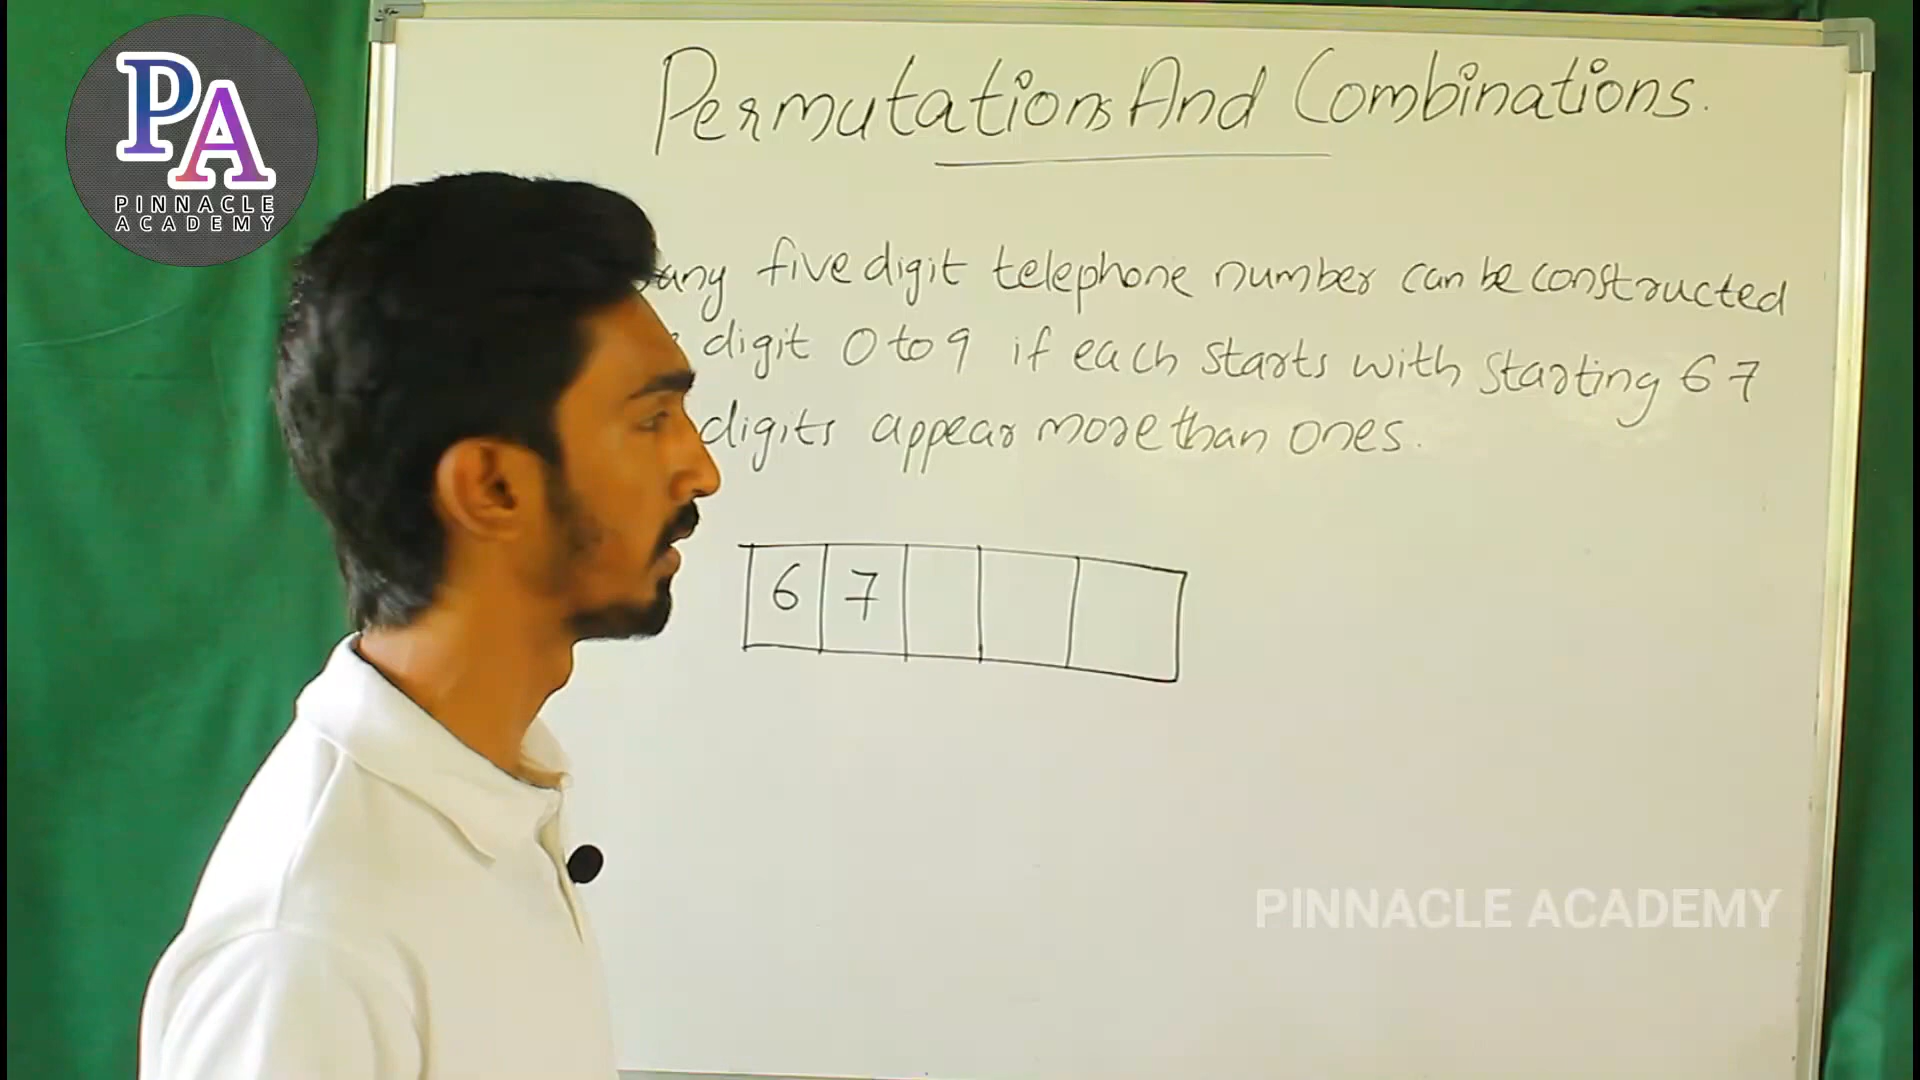 PA
PINNACLE
ACADEMY
Permutations And Combinations.
any five digit telephone number can be constructed
digit 0 to 9 if each starts with starting 67
digits appear more than ones.
6 7
PINNACLE ACADEMY